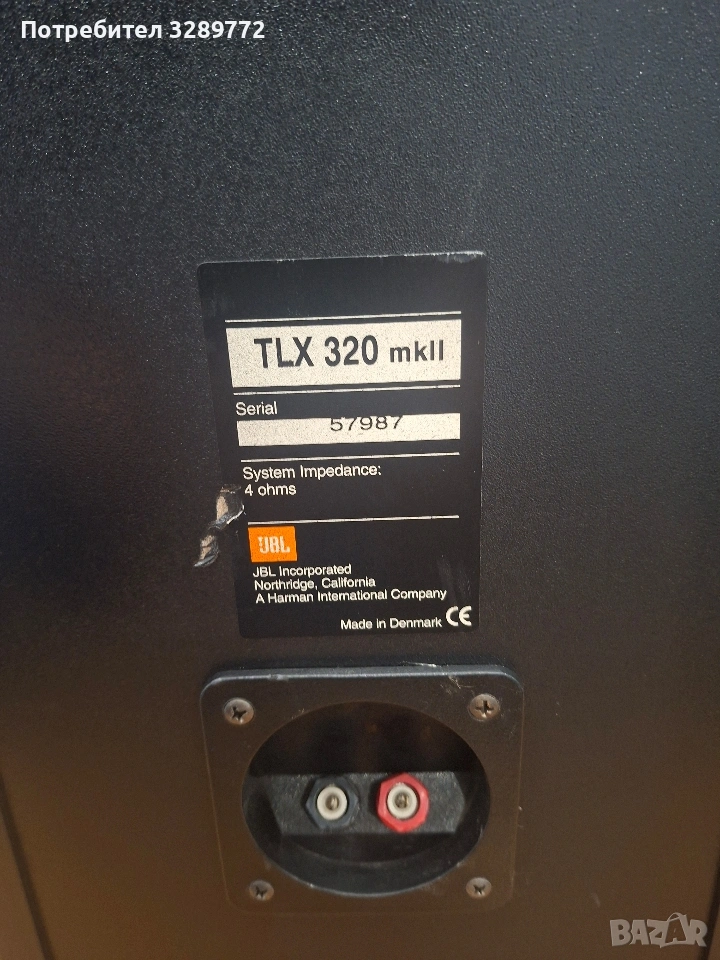 Потребител 3289772
TLX 320 mkII
Serial
57987
System Impedance:
4 ohms
JBL
JBL Incorporated
Northridge, California
A Harman International Company
Made in Denmark CE
BAZAR